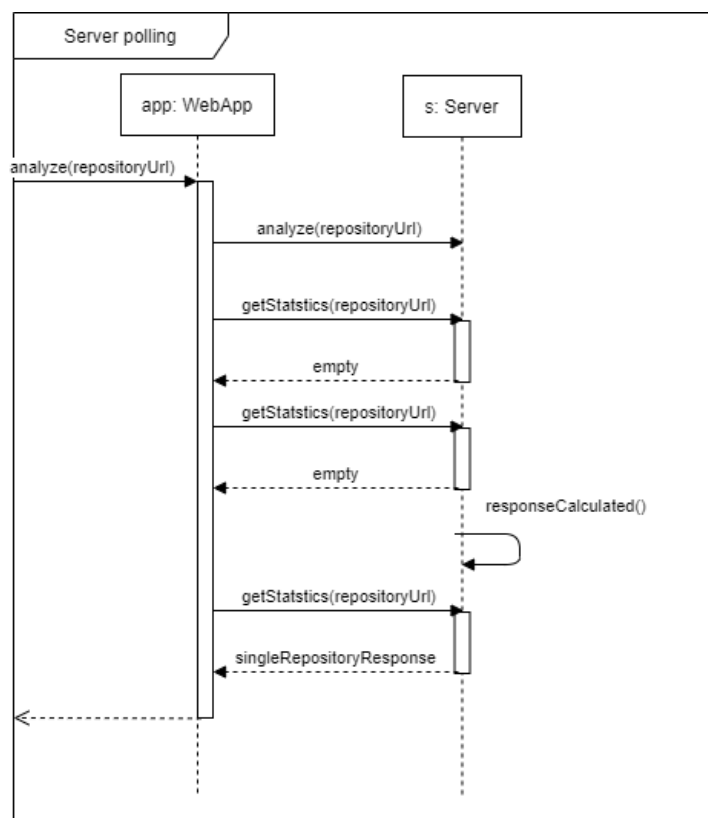 Server polling
app: WebApp
s: Server
analyze(repositoryUrl)
analyze(repositoryUrl)
getStatstics(repositoryUrl)
empty
getStatstics(repositoryUrl)
empty
responseCalculated()
getStatstics(repositoryUrl)
singleRepositoryResponse